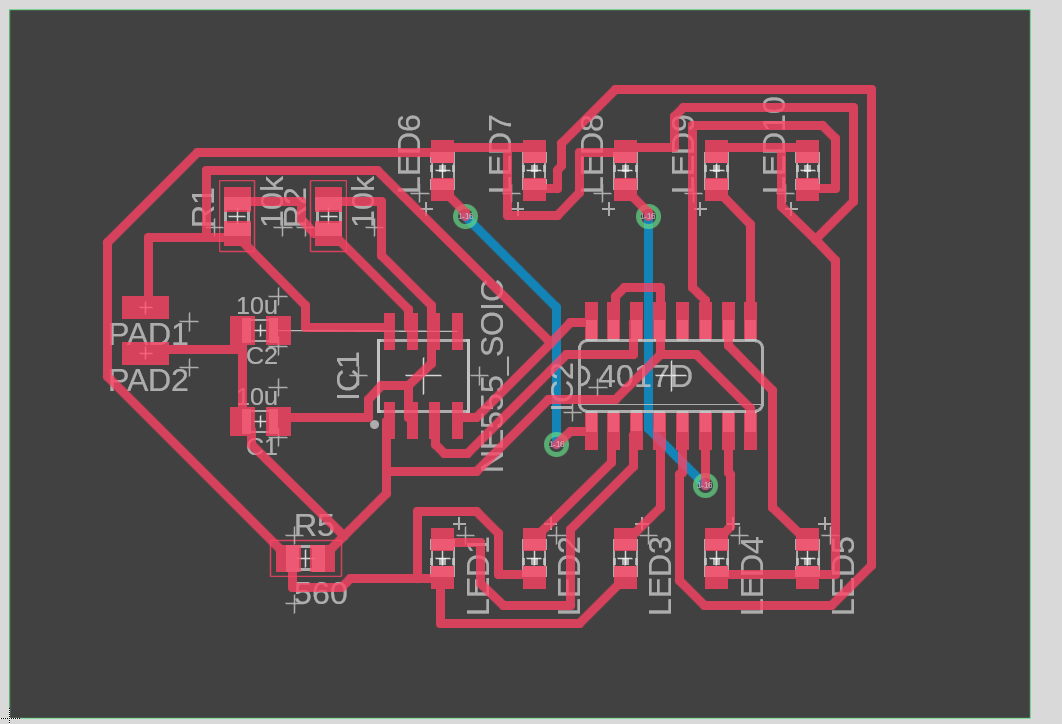 LED6
LED7
LED8
LED9
LED10
R1
10k
R2
10k
1-16
1-16
PAD1
PAD2
10u
C2
10u
C1
IC1
NE555_SOIC
IC2
4017D
1-16
1-16
R5
560
LED1
LED2
LED3
LED4
LED5